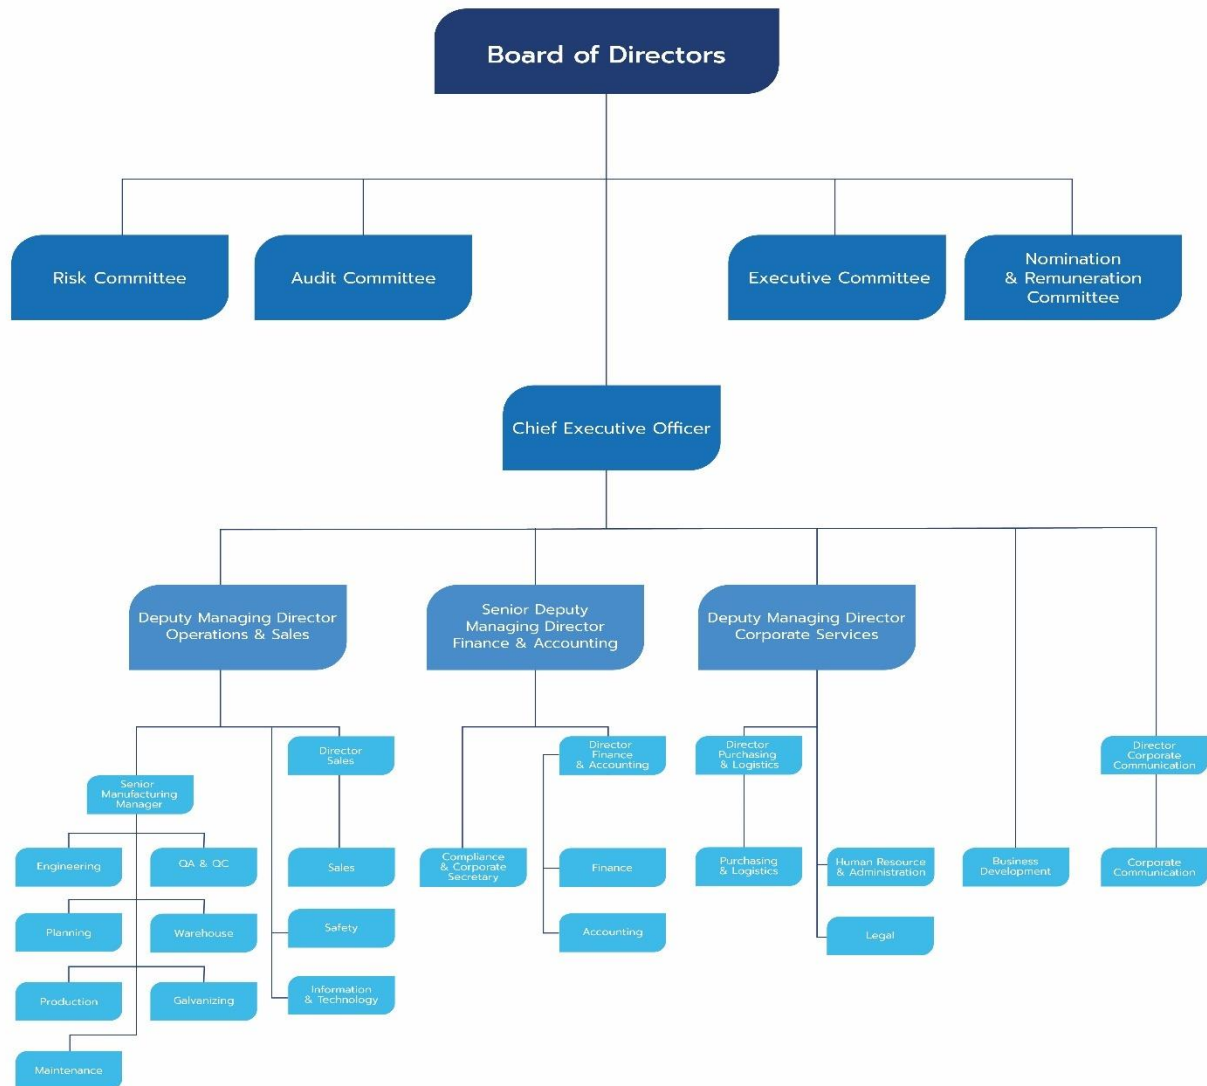 Board of Directors
Risk Committee
Audit Committee
Executive Committee
Nomination
& Remuneration
Committee
Chief Executive Officer
Deputy Managing Director
Operations & Sales
Senior Deputy
Managing Director
Finance & Accounting
Deputy Managing Director
Corporate Services
Director
Sales
Director
Finance
& Accounting
Director
Purchasing
& Logistics
Director
Corporate
Communication
Senior
Manufacturing
Manager
Engineering
QA & QC
Sales
Compliance
& Corporate
Secretary
Finance
Purchasing
& Logistics
Human Resource
& Administration
Business
Development
Corporate
Communication
Planning
Warehouse
Safety
Accounting
Legal
Production
Galvanizing
Information
& Technology
Maintenance